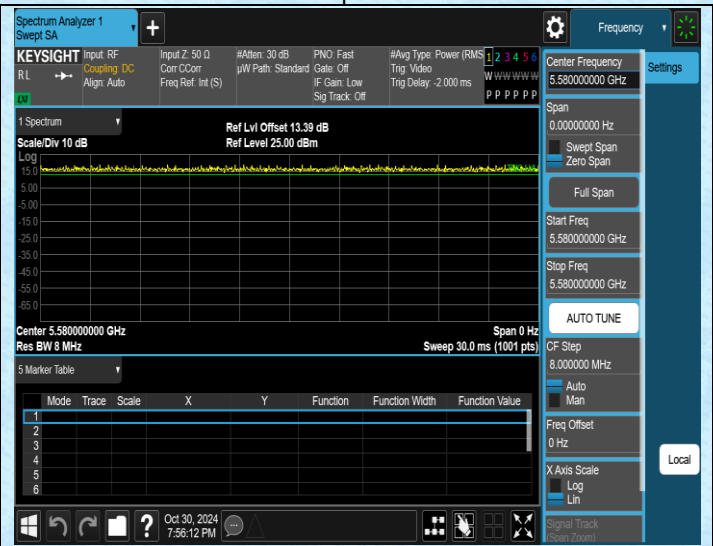 Spectrum Analyzer 1
Swept SA
Frequency
KEYSIGHT
RL
LXI
Input: RF
Coupling: DC
Align: Auto
Input Z: 50 Ω
Corr CCorr
Freq Ref: Int (S)
#Atten: 30 dB
µW Path: Standard
PNO: Fast
Gate: Off
IF Gain: Low
Sig Track: Off
#Avg Type: Power (RMS
Trig: Video
Trig Delay: -2.000 ms
1 2 3 4 5 6
W W W W W W
P P P P P P
1 Spectrum
Scale/Div 10 dB
Ref Lvl Offset 13.39 dB
Ref Level 25.00 dBm
Log
15.0
5.00
-5.00
-15.0
-25.0
-35.0
-45.0
-55.0
-65.0
Center 5.580000000 GHz
Span 0 Hz
Res BW 8 MHz
Sweep 30.0 ms (1001 pts)
5 Marker Table
Mode Trace Scale X Y Function Function Width Function Value
1
2
3
4
5
6
?
Oct 30, 2024
7:56:12 PM
Center Frequency
5.580000000 GHz
Settings
Span
0.00000000 Hz
Swept Span
Zero Span
Full Span
Start Freq
5.580000000 GHz
Stop Freq
5.580000000 GHz
AUTO TUNE
CF Step
8.000000 MHz
Auto
Man
Freq Offset
0 Hz
X Axis Scale
Log
Lin
Local
Signal Track
(Span Zoom)